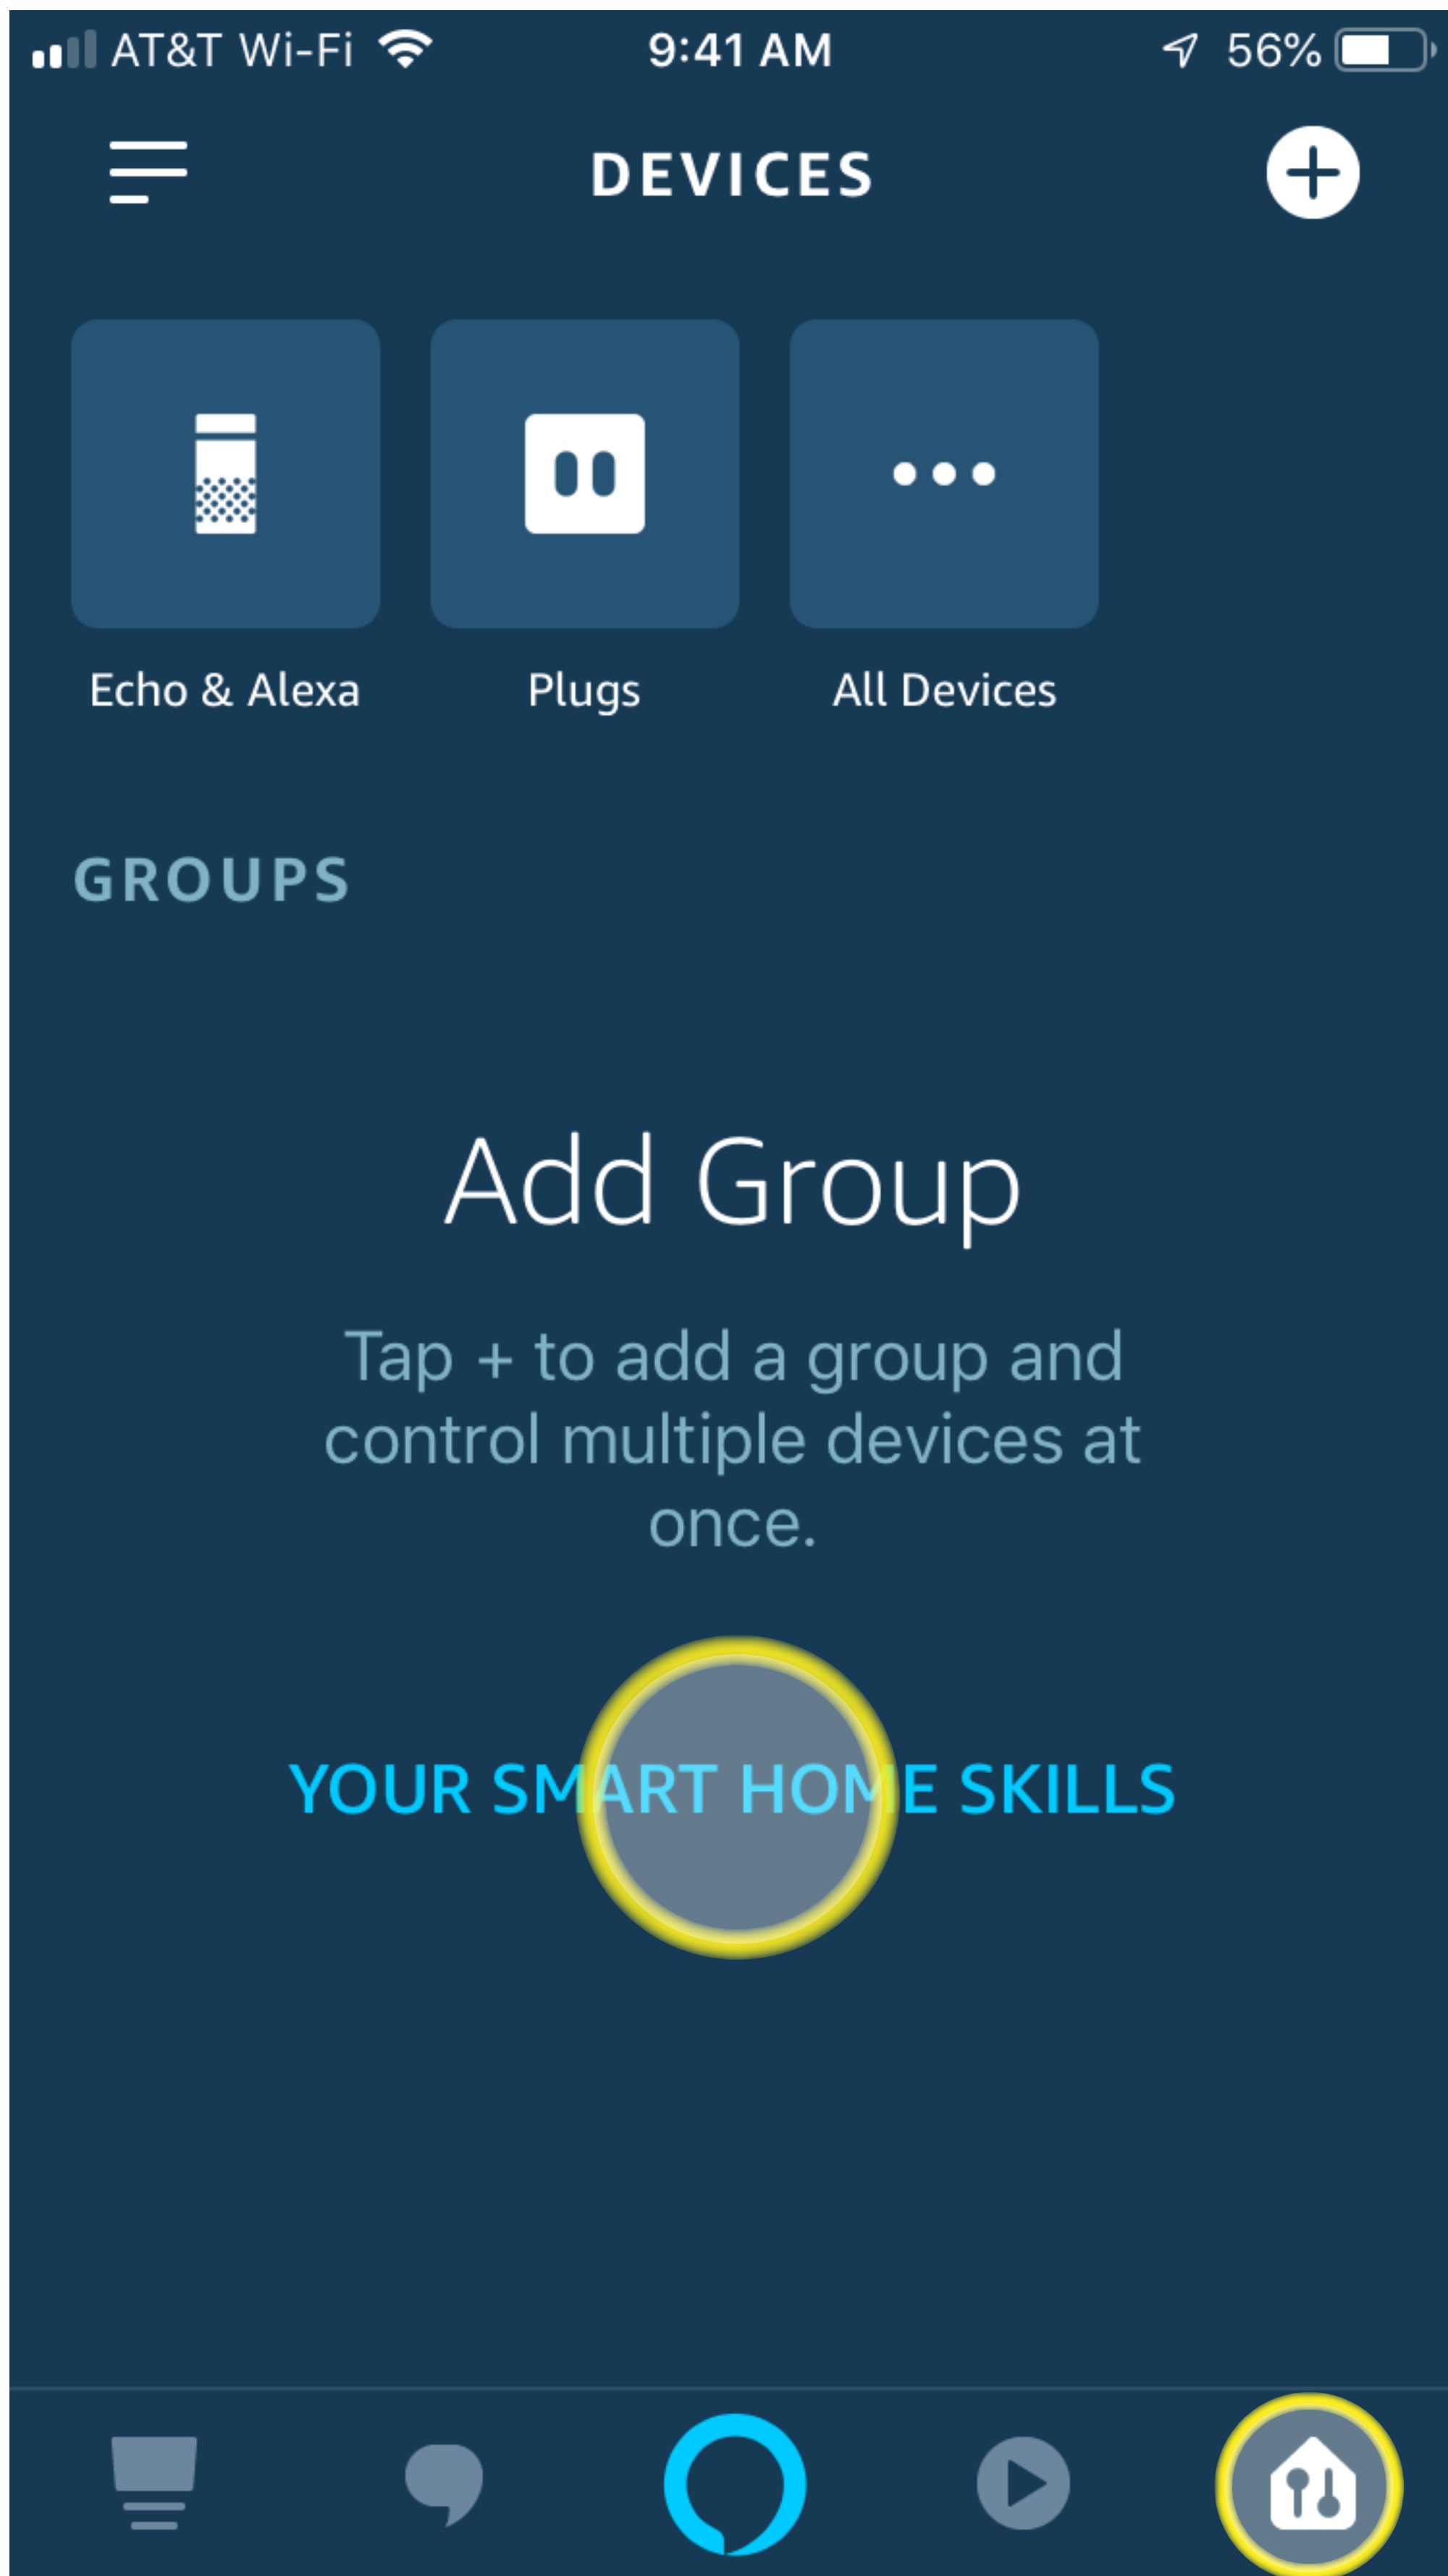 AT&T Wi-Fi 9:41 AM 56%
DEVICES
Echo & Alexa Plugs All Devices
GROUPS
Add Group
Tap + to add a group and
control multiple devices at
once.
YOUR SMART HOME SKILLS